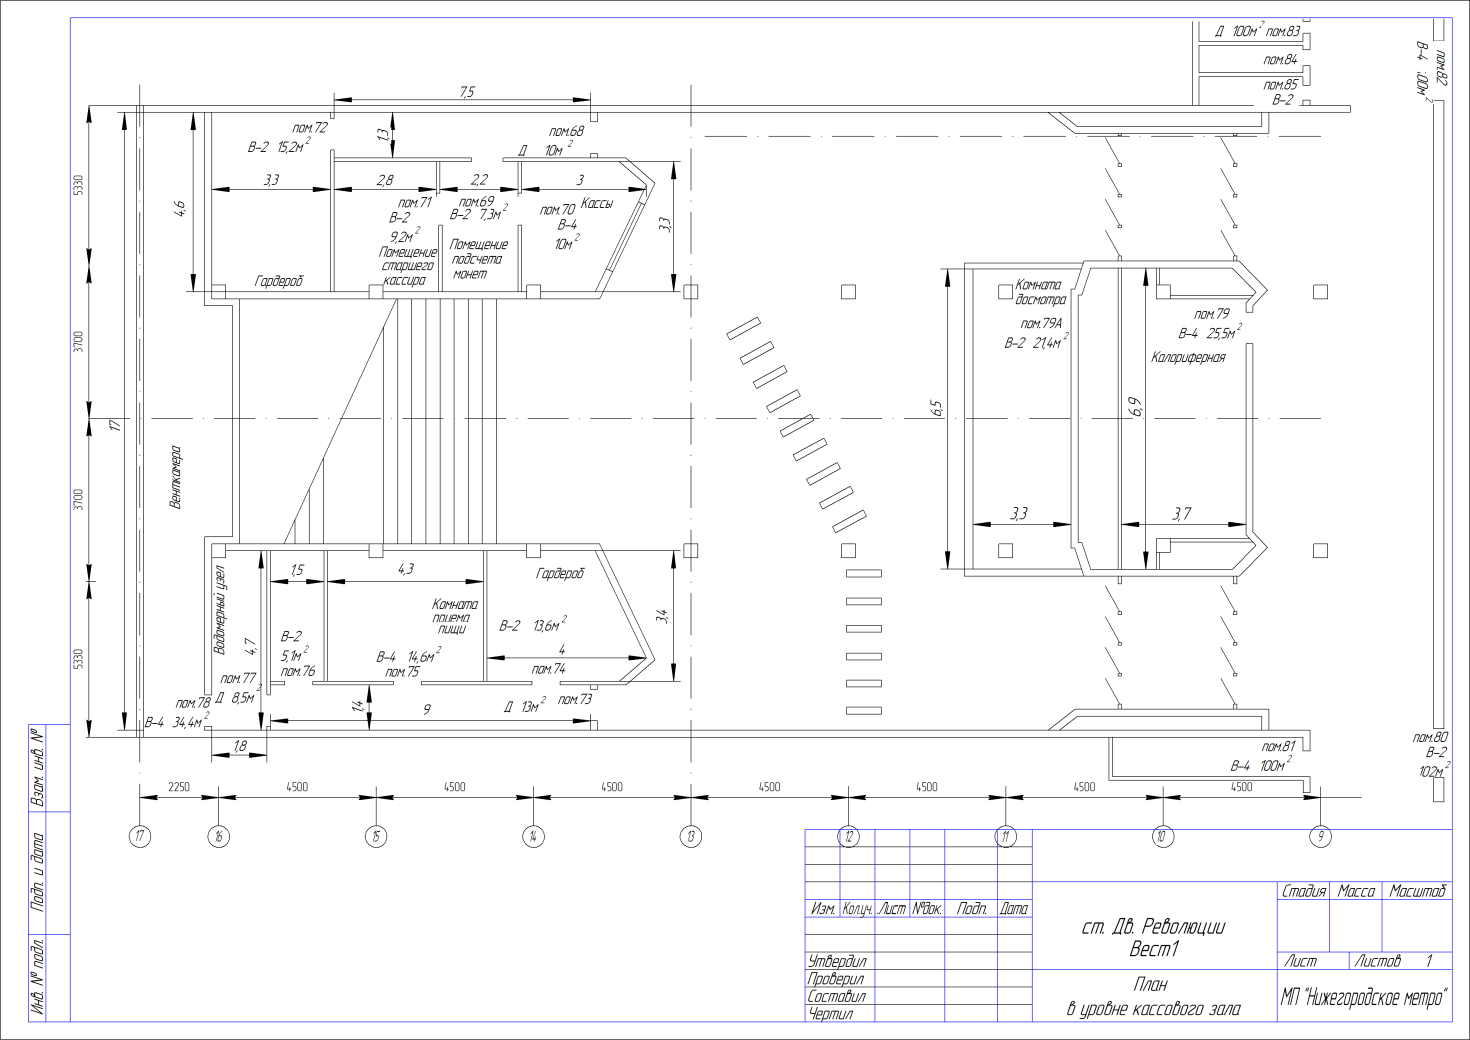 Д 100м² пом.83
пом.84
пом.85
В-2
пом.82
В-4 100м²
7,5
пом.72
В-2 15,2м²
1,3
пом.68
Д 10м²
5330
4,6
3,3
2,8
2,2
3
3,3
пом.71
В-2
9,2м²
Помещение
старшего
кассира
пом.69
В-2 7,3м²
Помещение
подсчета
монет
пом.70
Кассы
В-4
10м²
Гардероб
Комната
досмотра
пом.79А
В-2 21,4м²
пом.79
В-4 25,5м²
Калориферная
3700
17
6,5
6,9
Венткамера
3700
3,3
3,7
Водомерный узел
1,5
4,3
Гардероб
Комната
приема
пищи
В-2 13,6м²
3,4
4,7
В-2
5,1м²
пом.76
В-4 14,6м²
пом.75
4
пом.74
5330
пом.77
Д 8,5м²
пом.78
В-4 34,4м²
1,4
9
Д 13м²
пом.73
1,8
пом.81
В-4 100м²
пом.80
В-2
102м²
2250
4500
4500
4500
4500
4500
4500
4500
17
16
15
14
13
12
11
10
9
Взам. инв. №
Подп. и дата
Инв. № подл.
Изм. Кол.уч. Лист №док. Подп. Дата
Утвердил
Проверил
Составил
Чертил
ст. Дв. Революции
Вест1
План
в уровне кассового зала
Стадия Масса Масштаб
Лист Листов 1
МП "Нижегородское метро"